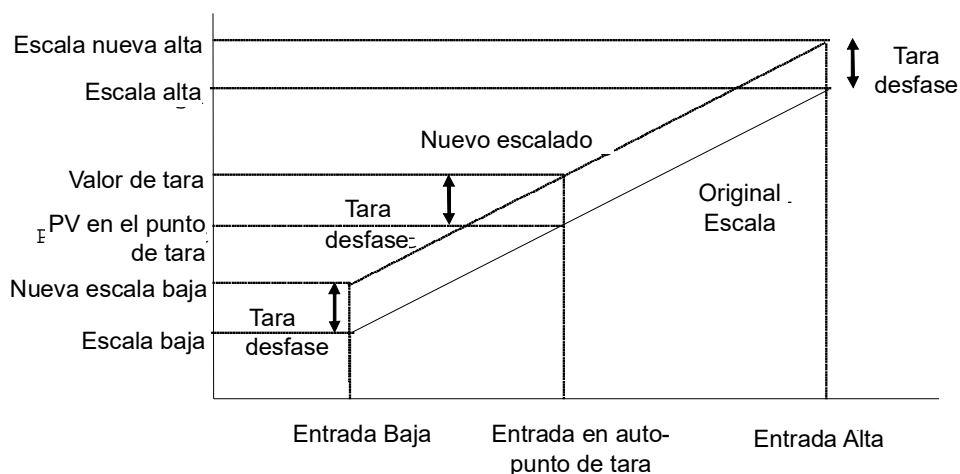 Escala nueva alta
Tara
desfase
Escala alta
Nuevo escalado
Valor de tara
Tara
desfase
Original
Escala
PV en el punto
de tara
Nueva escala baja
Tara
desfase
Escala baja
Entrada Baja
Entrada en auto-
punto de tara
Entrada Alta